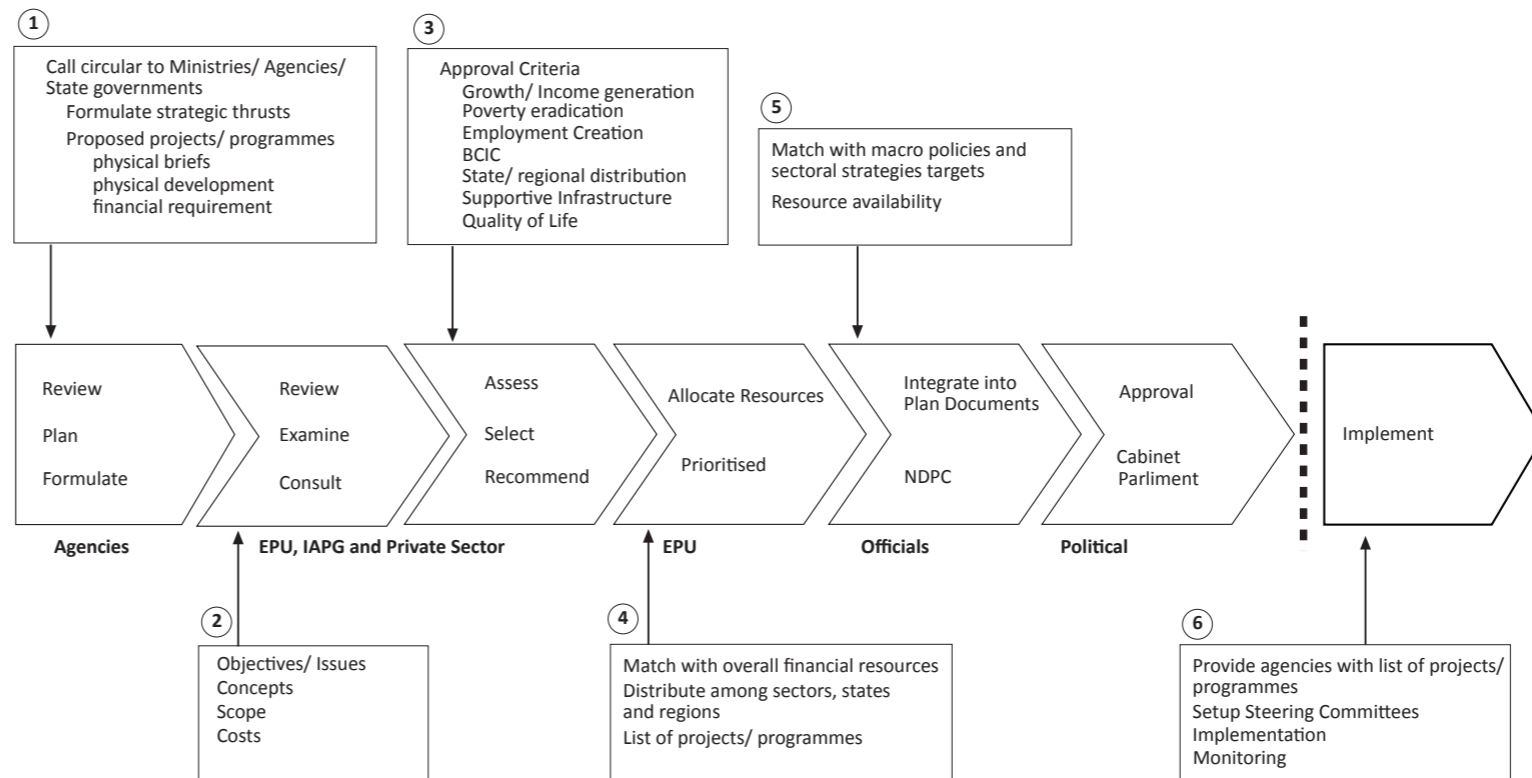 1
Call circular to Ministries/ Agencies/
State governments
Formulate strategic thrusts
Proposed projects/ programmes
physical briefs
physical development
financial requirement
3
Approval Criteria
Growth/ Income generation
Poverty eradication
Employment Creation
BCIC
State/ regional distribution
Supportive Infrastructure
Quality of Life
5
Match with macro policies and
sectoral strategies targets
Resource availability
Review
Plan
Formulate
Review
Examine
Consult
Assess
Select
Recommend
Allocate Resources
Prioritised
Integrate into
Plan Documents
NDPC
Approval
Cabinet
Parliment
Implement
Agencies
EPU, IAPG and Private Sector
EPU
Officials
Political
2
Objectives/ Issues
Concepts
Scope
Costs
4
Match with overall financial resources
Distribute among sectors, states
and regions
List of projects/ programmes
6
Provide agencies with list of projects/
programmes
Setup Steering Committees
Implementation
Monitoring